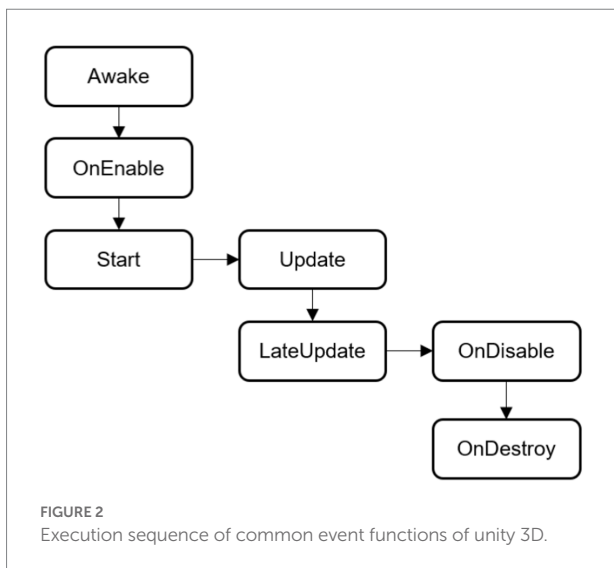 Awake
OnEnable
Start
Update
LateUpdate
OnDisable
OnDestroy
FIGURE 2
Execution sequence of common event functions of unity 3D.